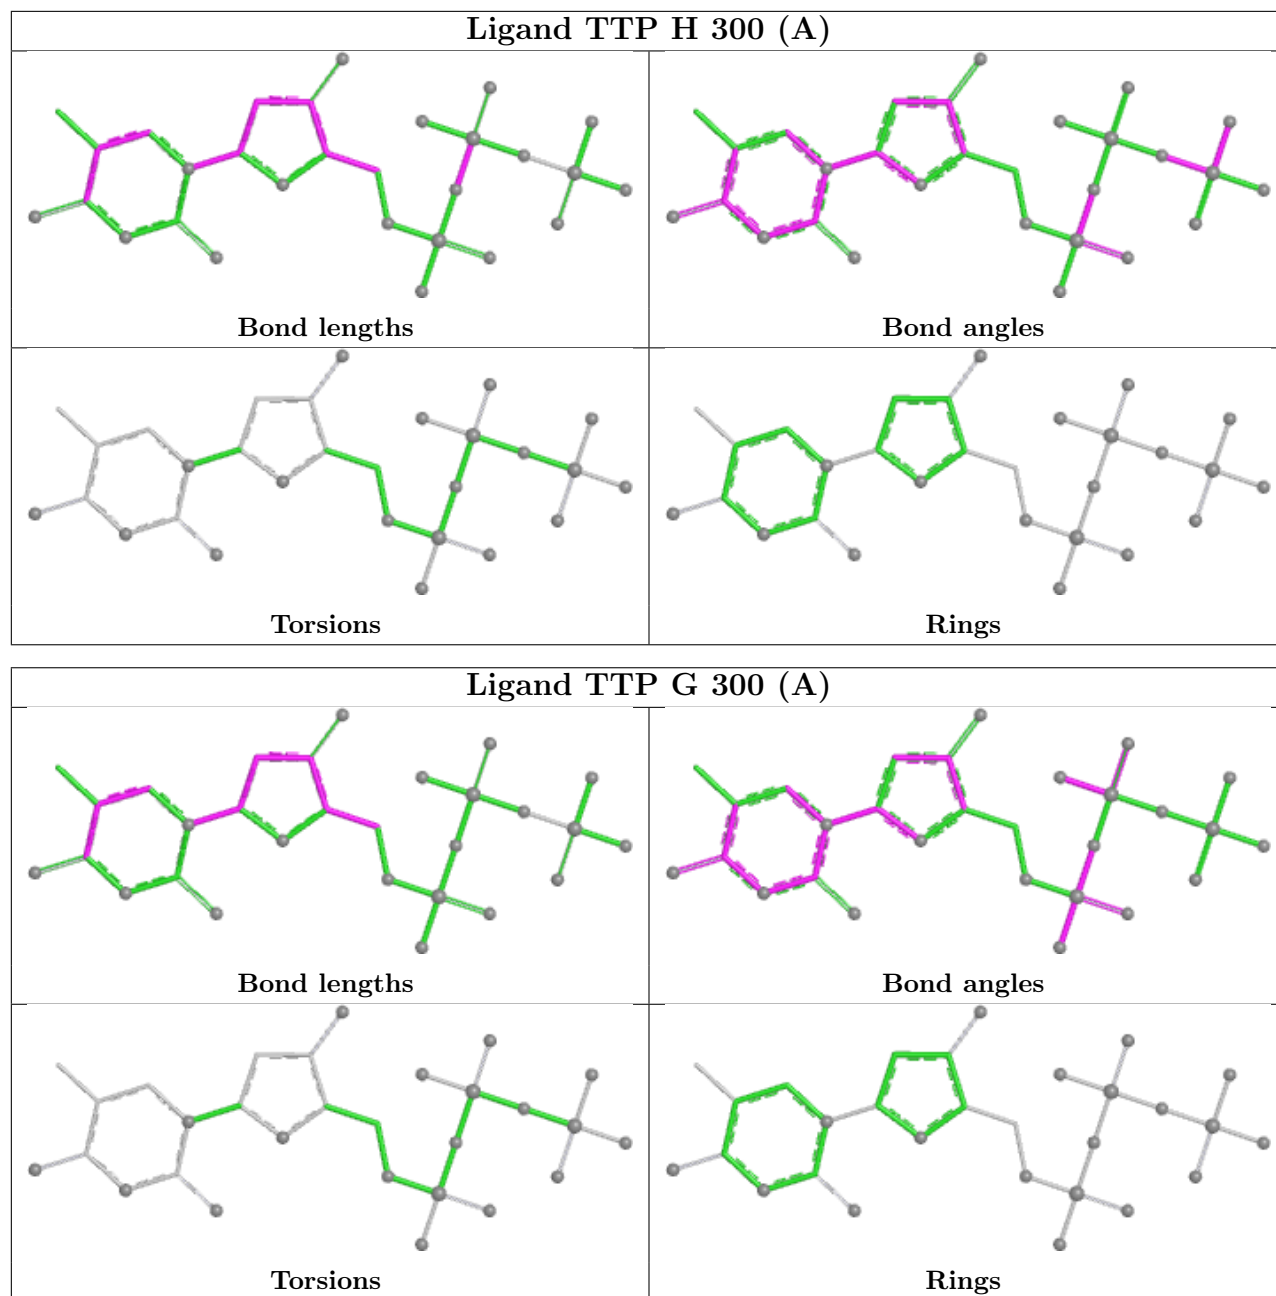 Ligand TTP H 300 (A)
Bond lengths
Bond angles
Torsions
Rings
Ligand TTP G 300 (A)
Bond lengths
Bond angles
Torsions
Rings